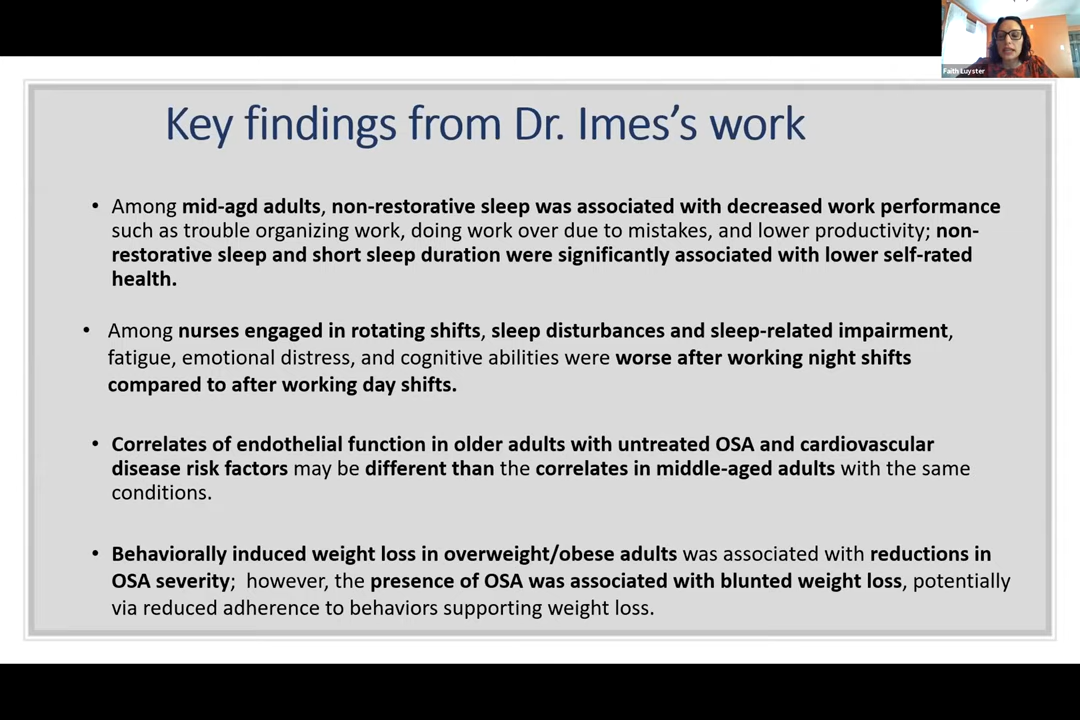 Faith Luyster
Key findings from Dr. Imes's work
• Among mid-agd adults, non-restorative sleep was associated with decreased work performance
such as trouble organizing work, doing work over due to mistakes, and lower productivity; non-
restorative sleep and short sleep duration were significantly associated with lower self-rated
health.
• Among nurses engaged in rotating shifts, sleep disturbances and sleep-related impairment,
fatigue, emotional distress, and cognitive abilities were worse after working night shifts
compared to after working day shifts.
• Correlates of endothelial function in older adults with untreated OSA and cardiovascular
disease risk factors may be different than the correlates in middle-aged adults with the same
conditions.
• Behaviorally induced weight loss in overweight/obese adults was associated with reductions in
OSA severity; however, the presence of OSA was associated with blunted weight loss, potentially
via reduced adherence to behaviors supporting weight loss.